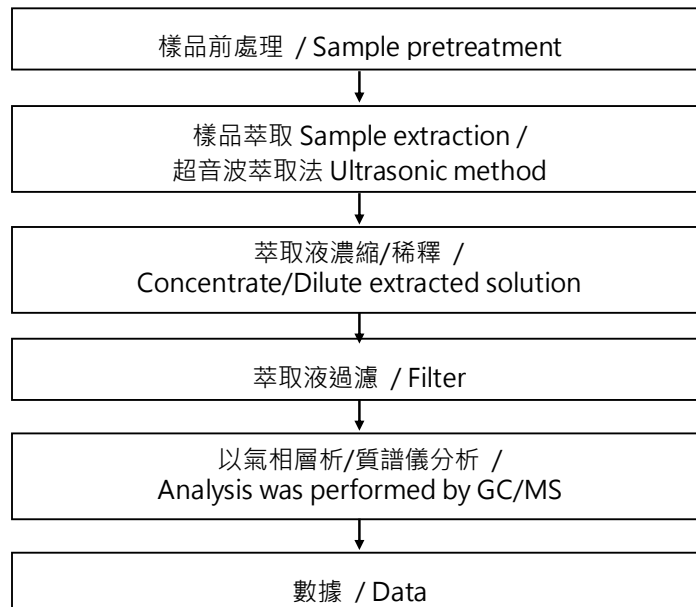 樣品前處理 / Sample pretreatment
樣品萃取 Sample extraction /
超音波萃取法 Ultrasonic method
萃取液濃縮/稀釋 /
Concentrate/Dilute extracted solution
萃取液過濾 / Filter
以氣相層析/質譜儀分析 /
Analysis was performed by GC/MS
數據 / Data